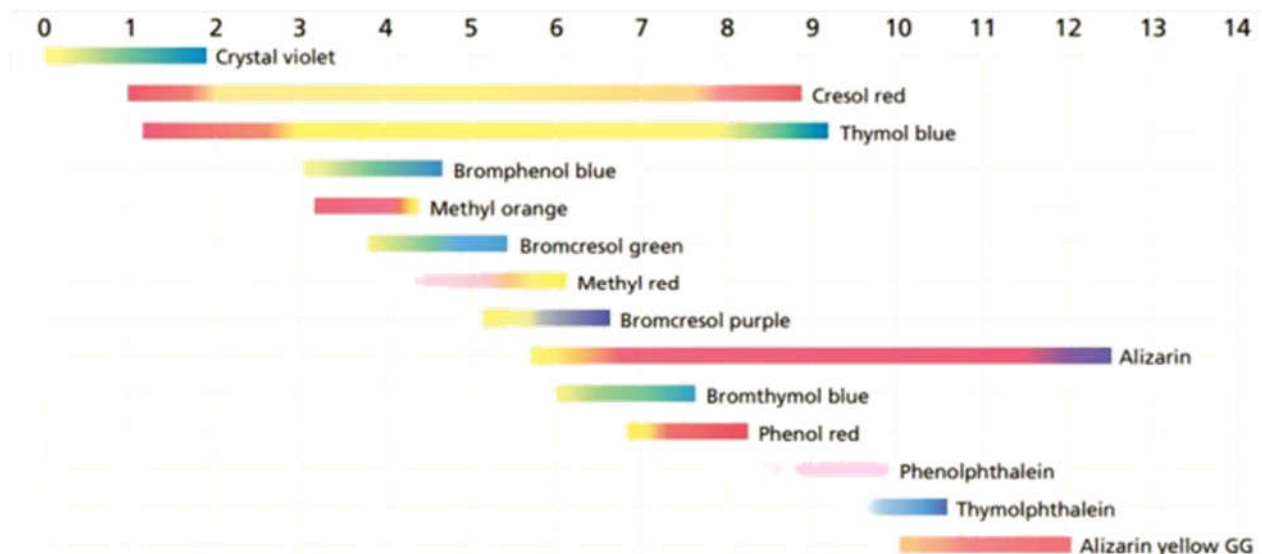 0 1 2 3 4 5 6 7 8 9 10 11 12 13 14
Crystal violet
Cresol red
Thymol blue
Bromphenol blue
Methyl orange
Bromcresol green
Methyl red
Bromcresol purple
Alizarin
Bromthymol blue
Phenol red
Phenolphthalein
Thymolphthalein
Alizarin yellow GG